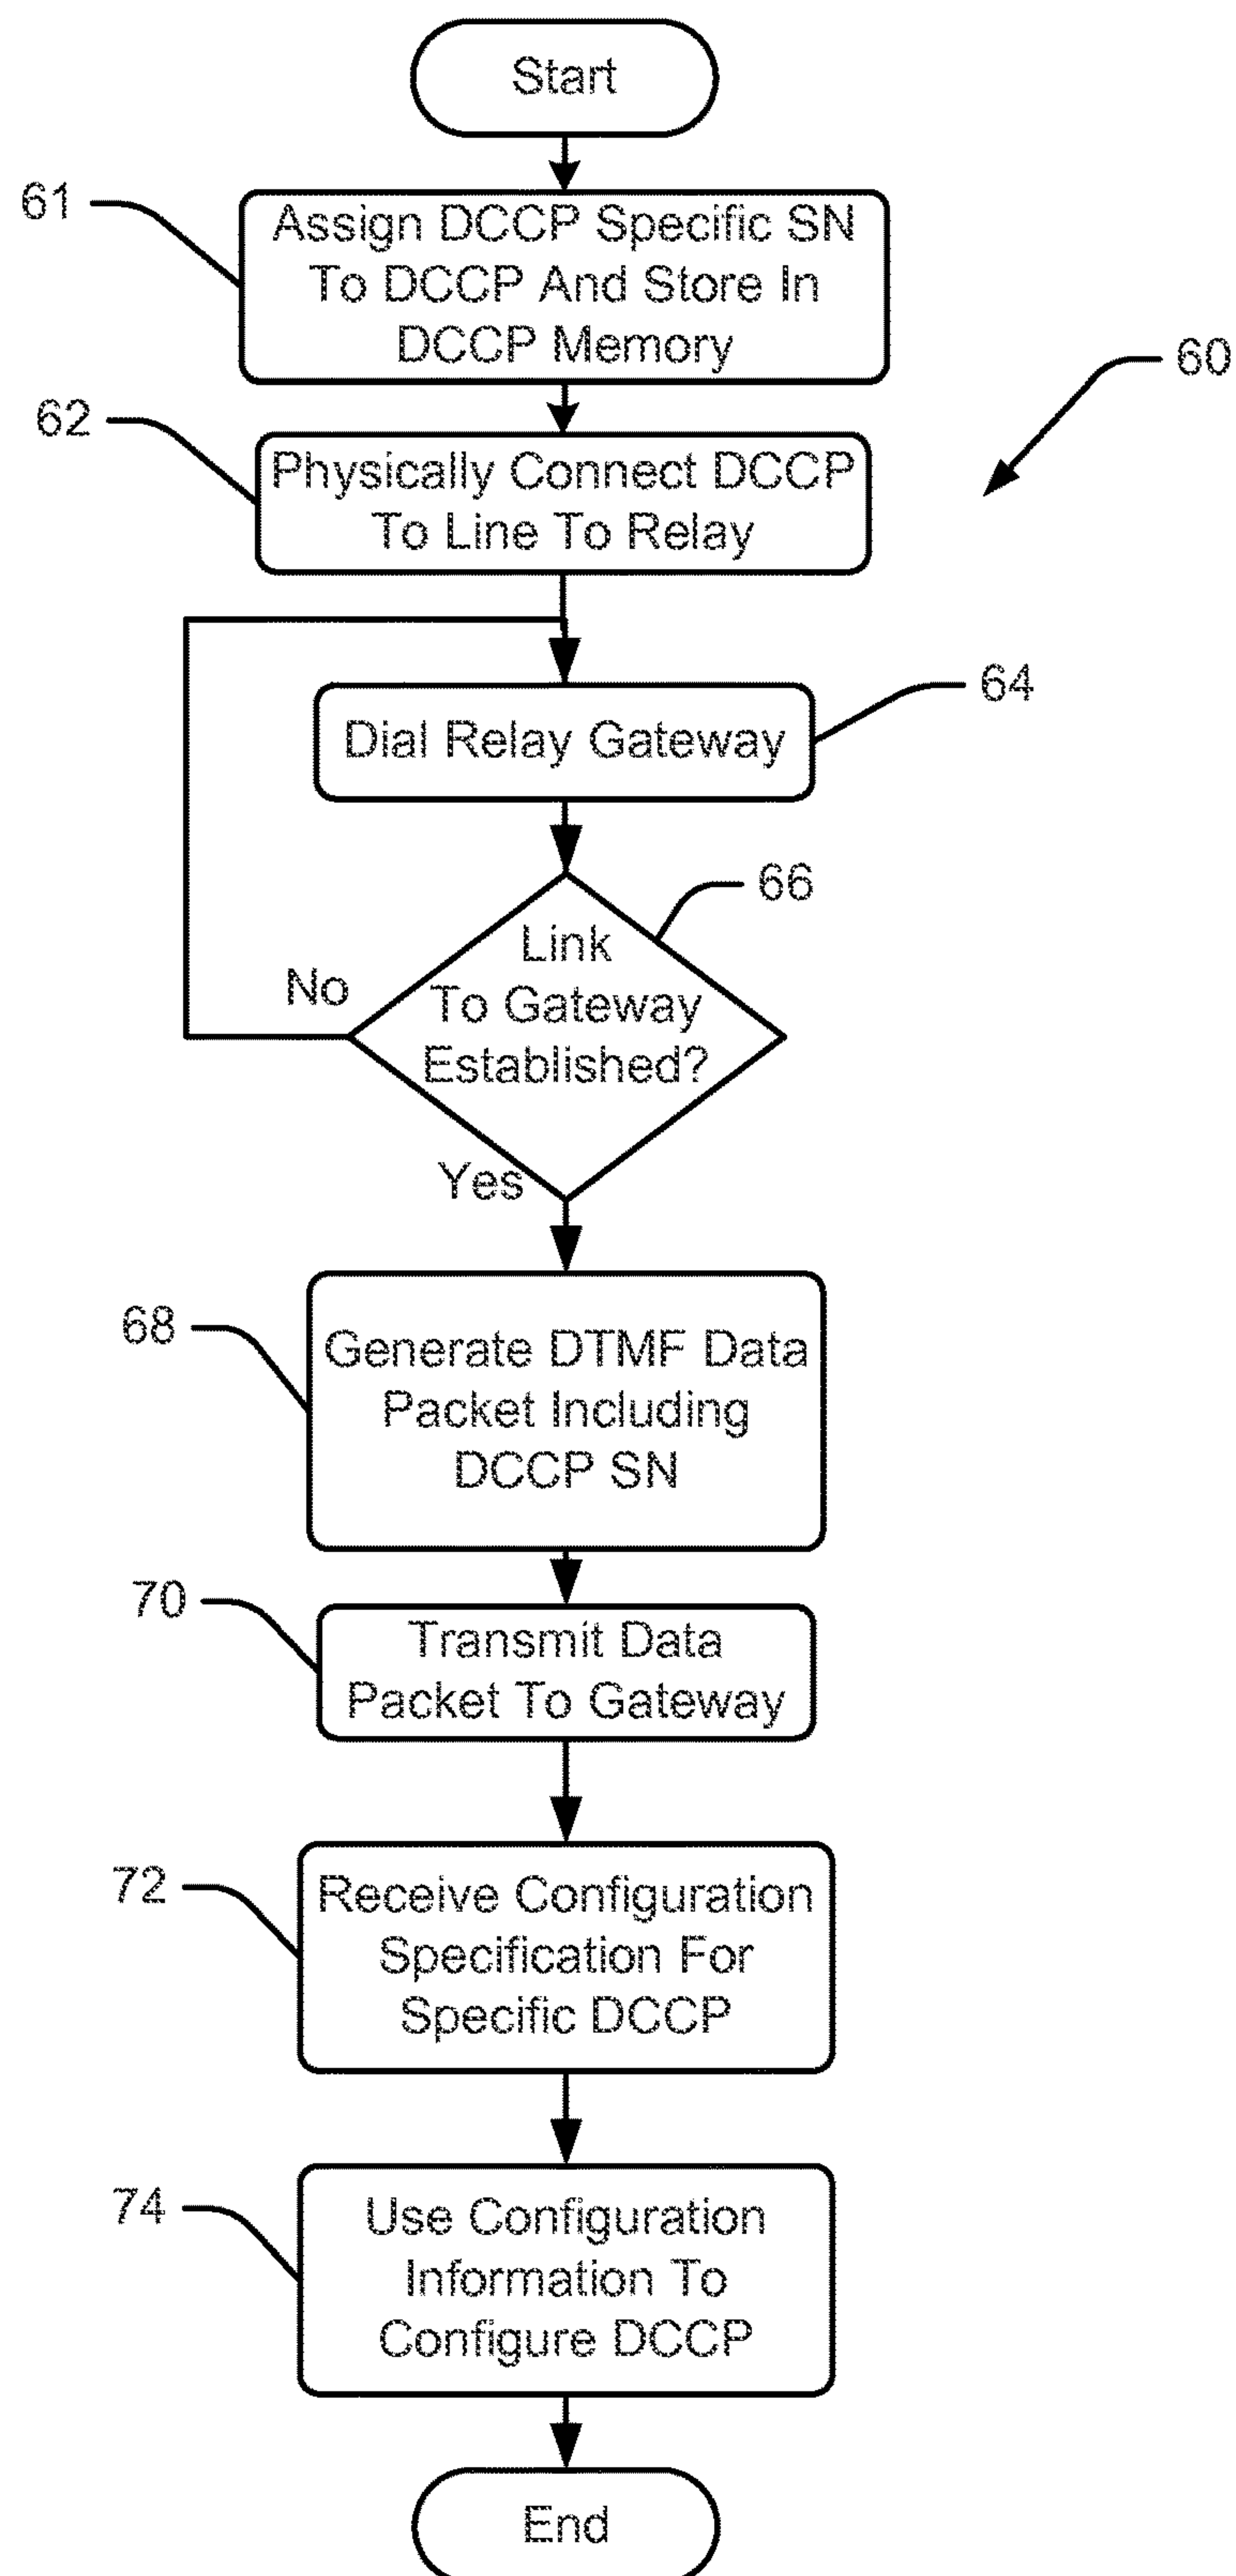 Start
61
Assign DCCP Specific SN
To DCCP And Store In
DCCP Memory
60
62
Physically Connect DCCP
To Line To Relay
64
Dial Relay Gateway
66
Link
To Gateway
Established?
No
Yes
68
Generate DTMF Data
Packet Including
DCCP SN
70
Transmit Data
Packet To Gateway
72
Receive Configuration
Specification For
Specific DCCP
74
Use Configuration
Information To
Configure DCCP
End